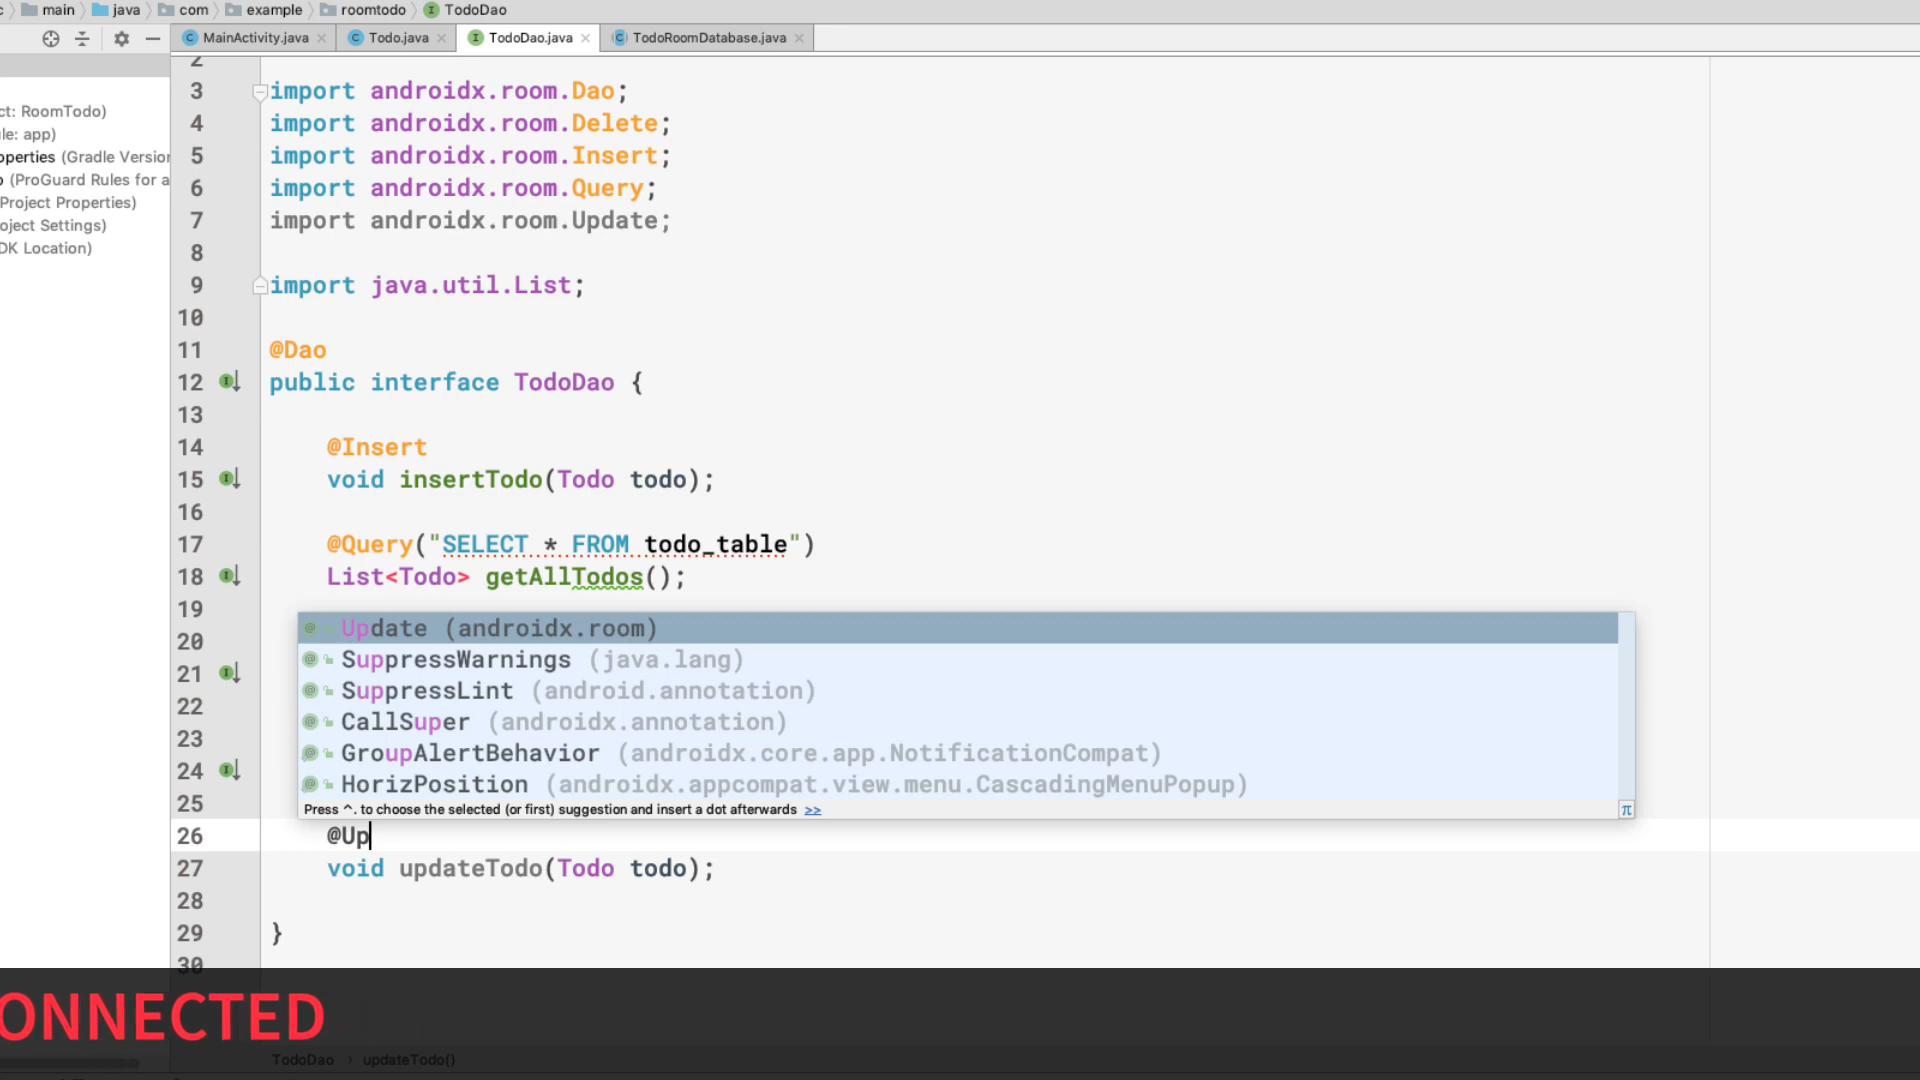 c main java com example roomtodo TodoDao
MainActivity.java Todo.java TodoDao.java TodoRoomDatabase.java
2
3 import androidx.room.Dao;
ct: RoomTodo)
4 import androidx.room.Delete;
le: app)
5 import androidx.room.Insert;
operties (Gradle Version
6 import androidx.room.Query;
(ProGuard Rules for a
Project Properties)
7 import androidx.room.Update;
oject Settings)
8
DK Location)
9 import java.util.List;
10
11 @Dao
12 public interface TodoDao {
13
14 @Insert
15 void insertTodo(Todo todo);
16
17 @Query("SELECT * FROM todo_table")
18 List<Todo> getAllTodos();
19
20 Update (androidx.room)
21 SuppressWarnings (java.lang)
SuppressLint (android.annotation)
22 CallSuper (androidx.annotation)
23 GroupAlertBehavior (androidx.core.app.NotificationCompat)
24 HorizPosition (androidx.appcompat.view.menu.CascadingMenuPopup)
25 Press ^. to choose the selected (or first) suggestion and insert a dot afterwards >> π
26 @Up
27 void updateTodo(Todo todo);
28
29 }
30
ONNECTED
TodoDao › updateTodo()